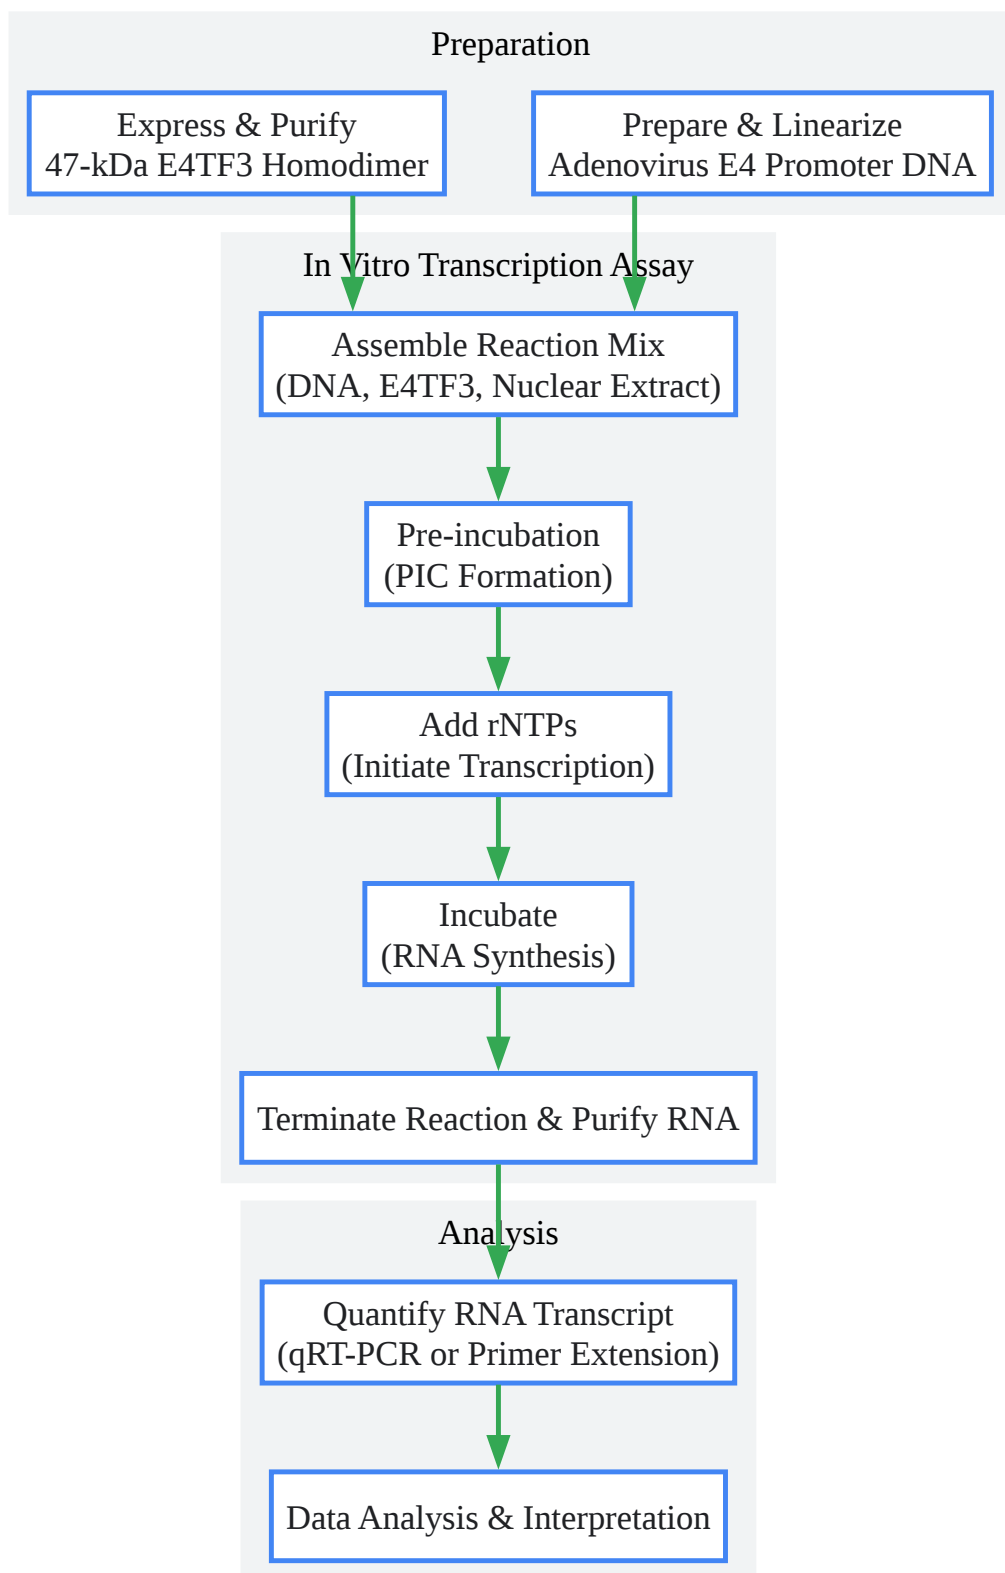 Preparation
Express & Purify
47-kDa E4TF3 Homodimer
Prepare & Linearize
Adenovirus E4 Promoter DNA
In Vitro Transcription Assay
Assemble Reaction Mix
(DNA, E4TF3, Nuclear Extract)
Pre-incubation
(PIC Formation)
Add rNTPs
(Initiate Transcription)
Incubate
(RNA Synthesis)
Terminate Reaction & Purify RNA
Analysis
Quantify RNA Transcript
(qRT-PCR or Primer Extension)
Data Analysis & Interpretation